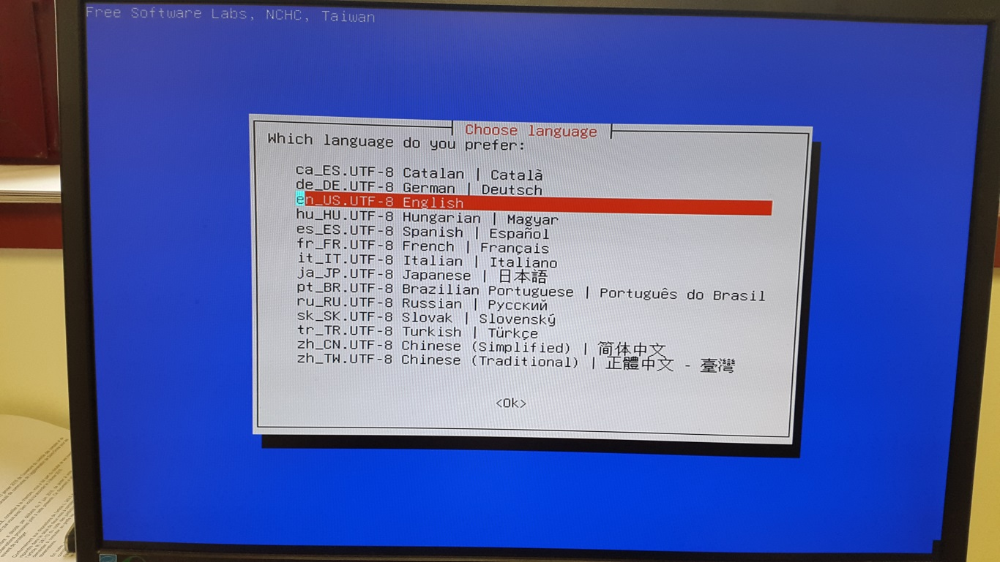 Free Software Labs, NCHC, Taiwan
Choose language
Which language do you prefer:
ca_ES.UTF-8 Catalan | Català
de_DE.UTF-8 German | Deutsch
en_US.UTF-8 English
hu_HU.UTF-8 Hungarian | Magyar
es_ES.UTF-8 Spanish | Español
fr_FR.UTF-8 French | Français
it_IT.UTF-8 Italian | Italiano
ja_JP.UTF-8 Japanese | 日本語
pt_BR.UTF-8 Brazilian Portuguese | Português do Brasil
ru_RU.UTF-8 Russian | Русский
sk_SK.UTF-8 Slovak | Slovenský
tr_TR.UTF-8 Turkish | Türkçe
zh_CN.UTF-8 Chinese (Simplified) | 简体中文
zh_TW.UTF-8 Chinese (Traditional) | 正體中文 - 臺灣
<Ok>